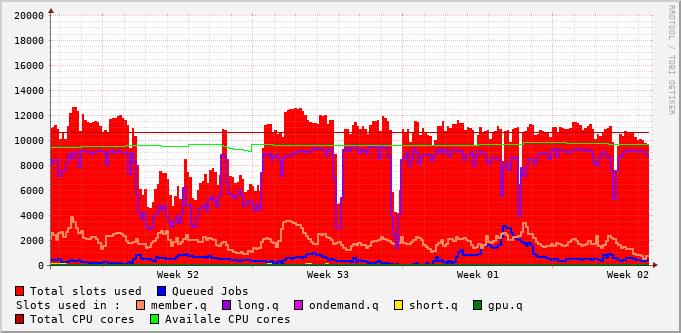 RRDTOOL / TOBI OETIKER
20000
18000
16000
14000
12000
10000
8000
6000
4000
2000
0
Week 52 Week 53 Week 01 Week 02
Total slots used Queued Jobs
Slots used in : member.q long.q ondemand.q short.q gpu.q
Total CPU cores Availale CPU cores